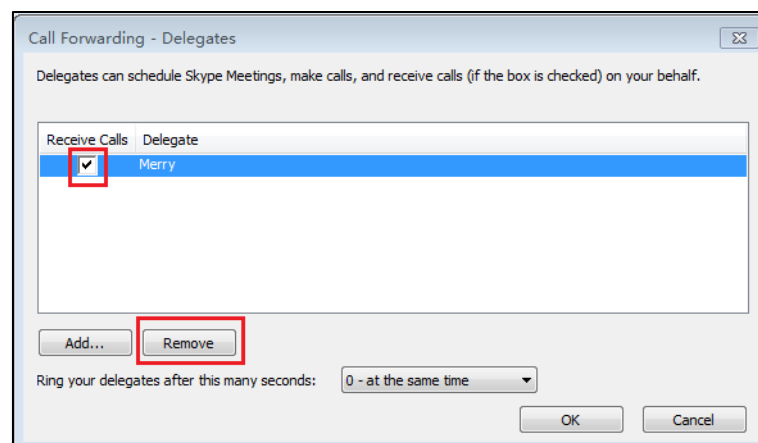 Call Forwarding - Delegates
Delegates can schedule Skype Meetings, make calls, and receive calls (if the box is checked) on your behalf.
Receive Calls Delegate
Merry
Add... Remove
Ring your delegates after this many seconds: 0 - at the same time
OK Cancel